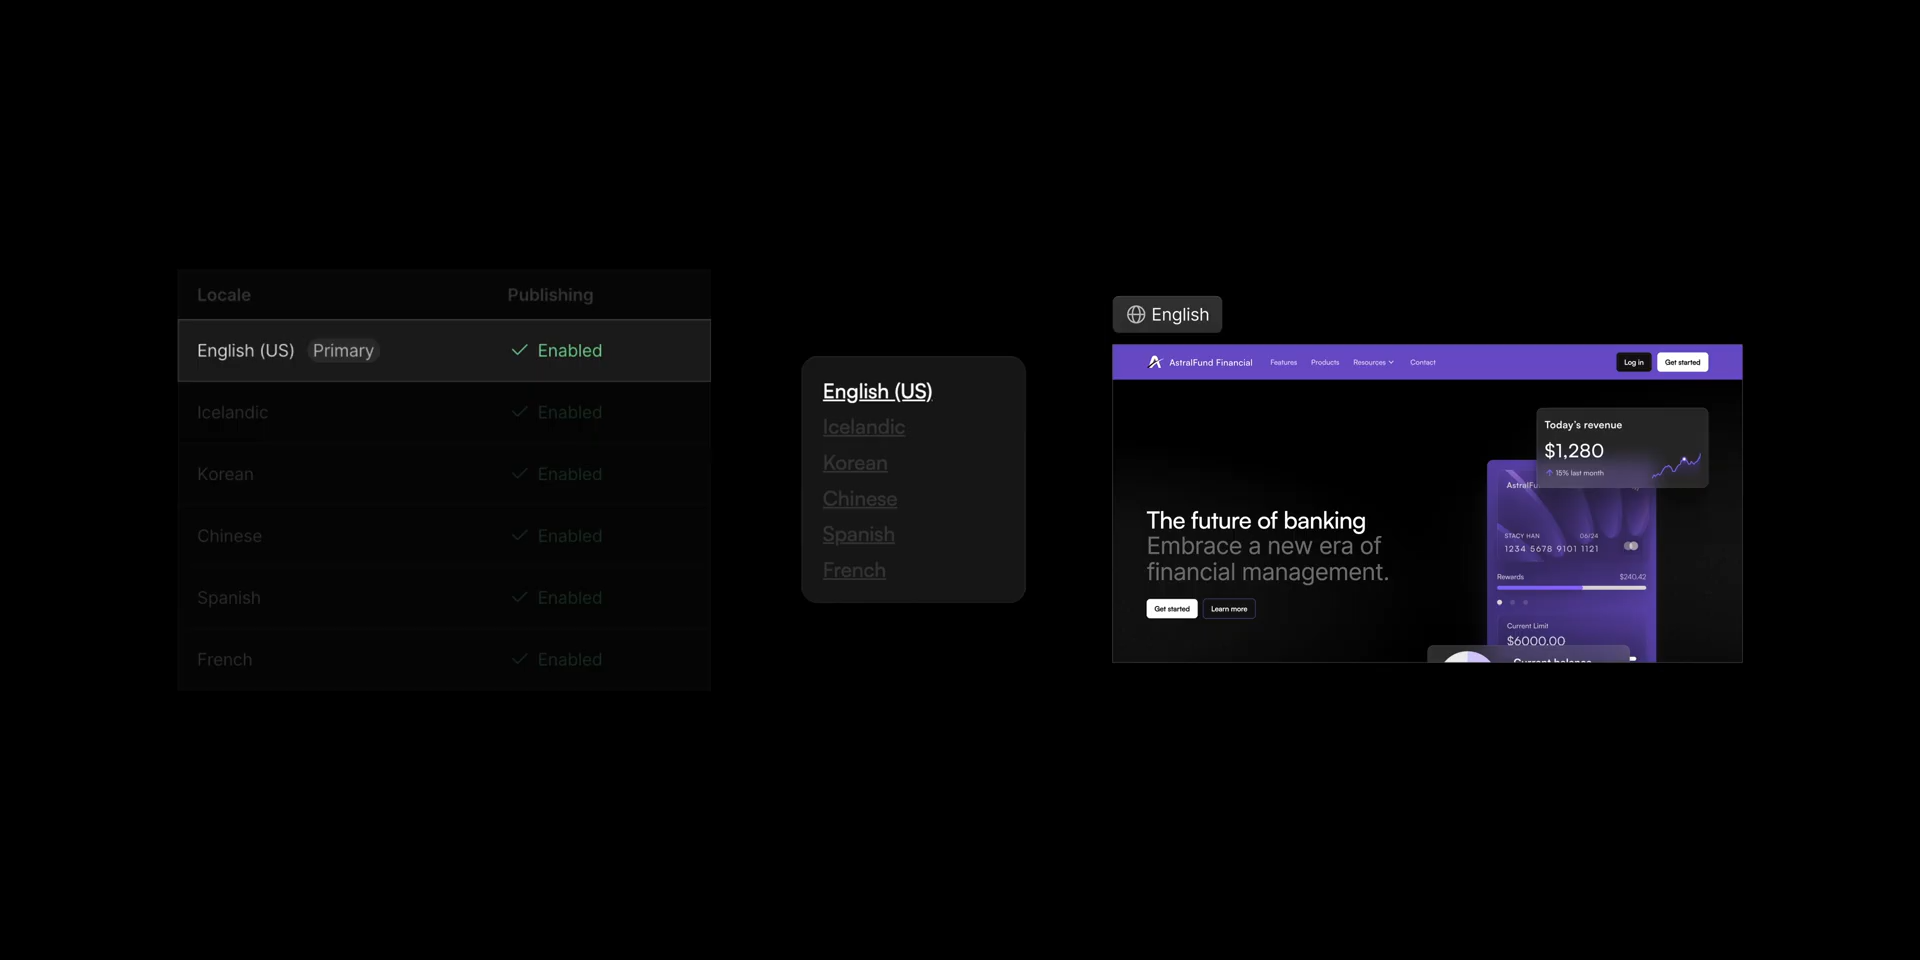 Locale Publishing
English (US) Primary Enabled
Icelandic Enabled
Korean Enabled
Chinese Enabled
Spanish Enabled
French Enabled
English (US)
Icelandic
Korean
Chinese
Spanish
French
English
AstralFund Financial Features Products Resources Contact Log in Get started
Today's revenue
$1,280
15% last month
AstralFu
STACY HAN 06/24
1234 5678 9101 1121
Rewards $240.42
Current Limit
$6000.00
Current balance
The future of banking
Embrace a new era of
financial management.
Get started Learn more